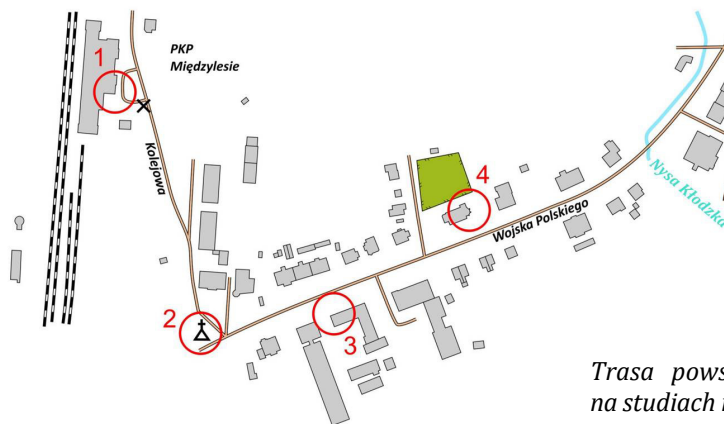 1
PKP
Międzylesie
Kolejowa
4
Wojska Polskiego
Nysa Kłodzka
2
3
Trasa pows
na studiach